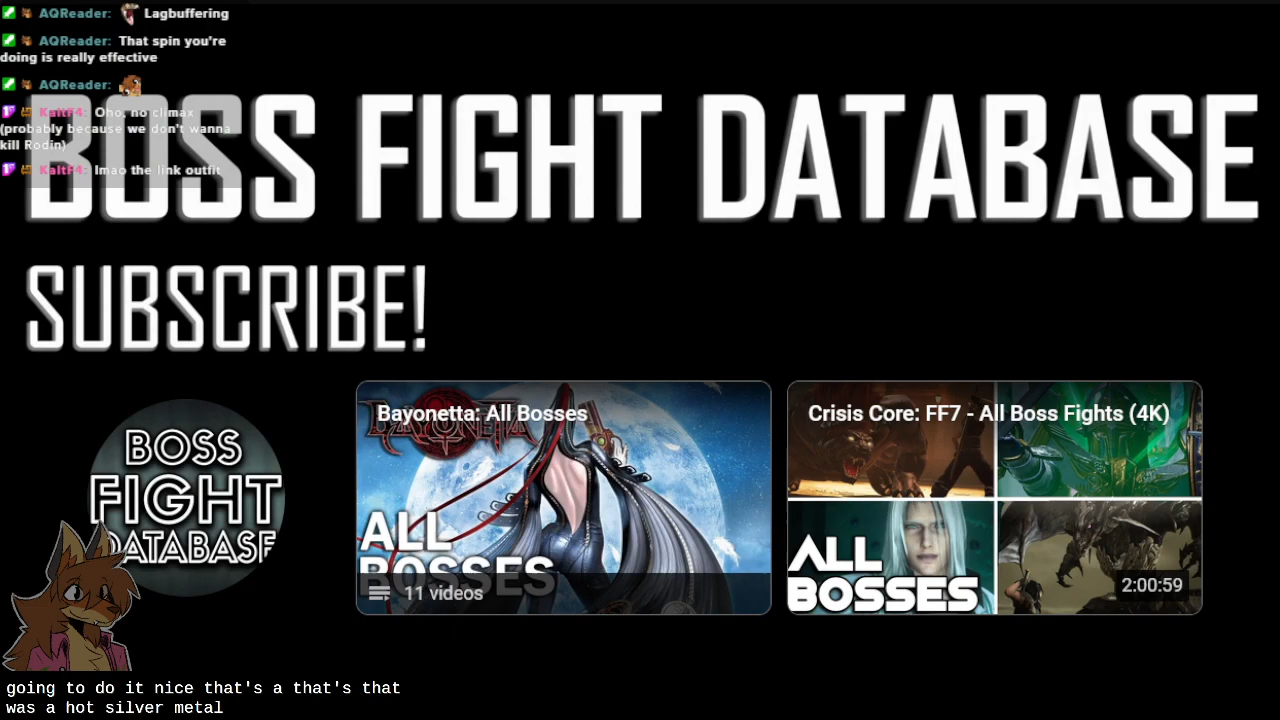 AQReader: Lagbuffering
AQReader: That spin you're
doing is really effective
AQReader:
KaltF4: Oho, no climax
(probably because we don't wanna
kill Rodin)
KaltF4: lmao the link outfit
BOSS FIGHT DATABASE
SUBSCRIBE!
BOSS
FIGHT
DATABASE
Bayonetta: All Bosses
BAYONETTA
ALL
BOSSES
11 videos
Crisis Core: FF7 - All Boss Fights (4K)
ALL
BOSSES
2:00:59
going to do it nice that's a that's that
was a hot silver metal